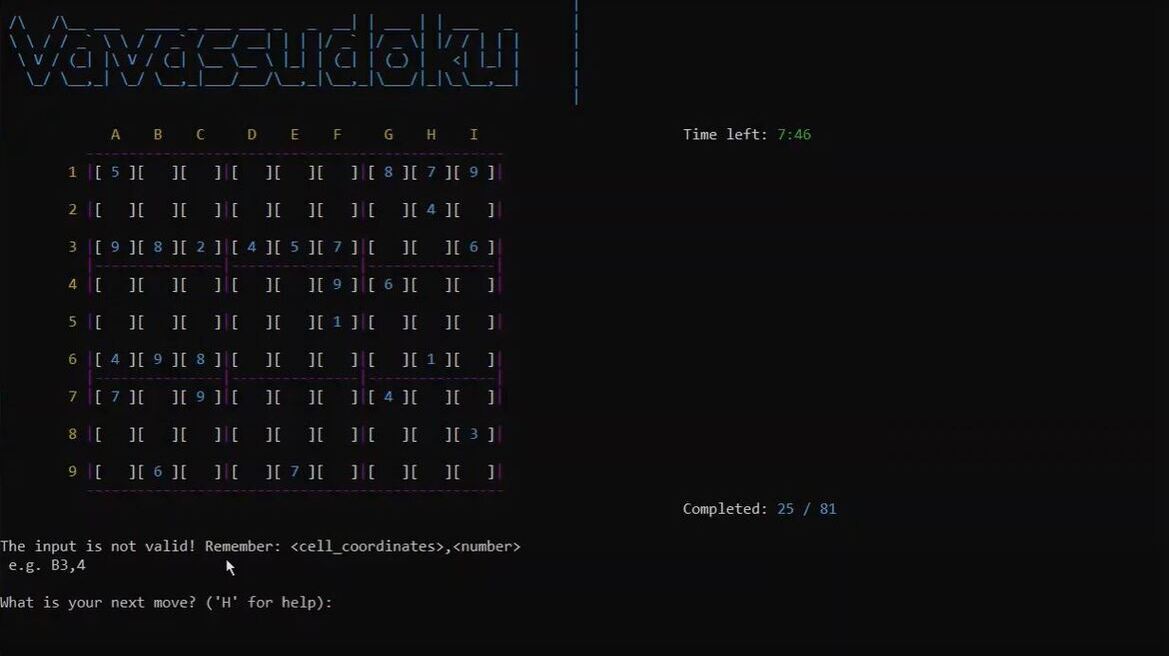 Vavassudoku
A B C D E F G H I
Time left: 7:46
1 |[ 5 ][   ][   ]|[   ][   ][   ]|[ 8 ][ 7 ][ 9 ]|
2 |[   ][   ][   ]|[   ][   ][   ]|[   ][ 4 ][   ]|
3 |[ 9 ][ 8 ][ 2 ]|[ 4 ][ 5 ][ 7 ]|[   ][   ][ 6 ]|
4 |[   ][   ][   ]|[   ][   ][ 9 ]|[ 6 ][   ][   ]|
5 |[   ][   ][   ]|[   ][   ][ 1 ]|[   ][   ][   ]|
6 |[ 4 ][ 9 ][ 8 ]|[   ][   ][   ]|[   ][ 1 ][   ]|
7 |[ 7 ][   ][ 9 ]|[   ][   ][   ]|[ 4 ][   ][   ]|
8 |[   ][   ][   ]|[   ][   ][   ]|[   ][   ][ 3 ]|
9 |[   ][ 6 ][   ]|[   ][ 7 ][   ]|[   ][   ][   ]|
Completed: 25 / 81
The input is not valid! Remember: <cell_coordinates>,<number>
e.g. B3,4
What is your next move? ('H' for help):